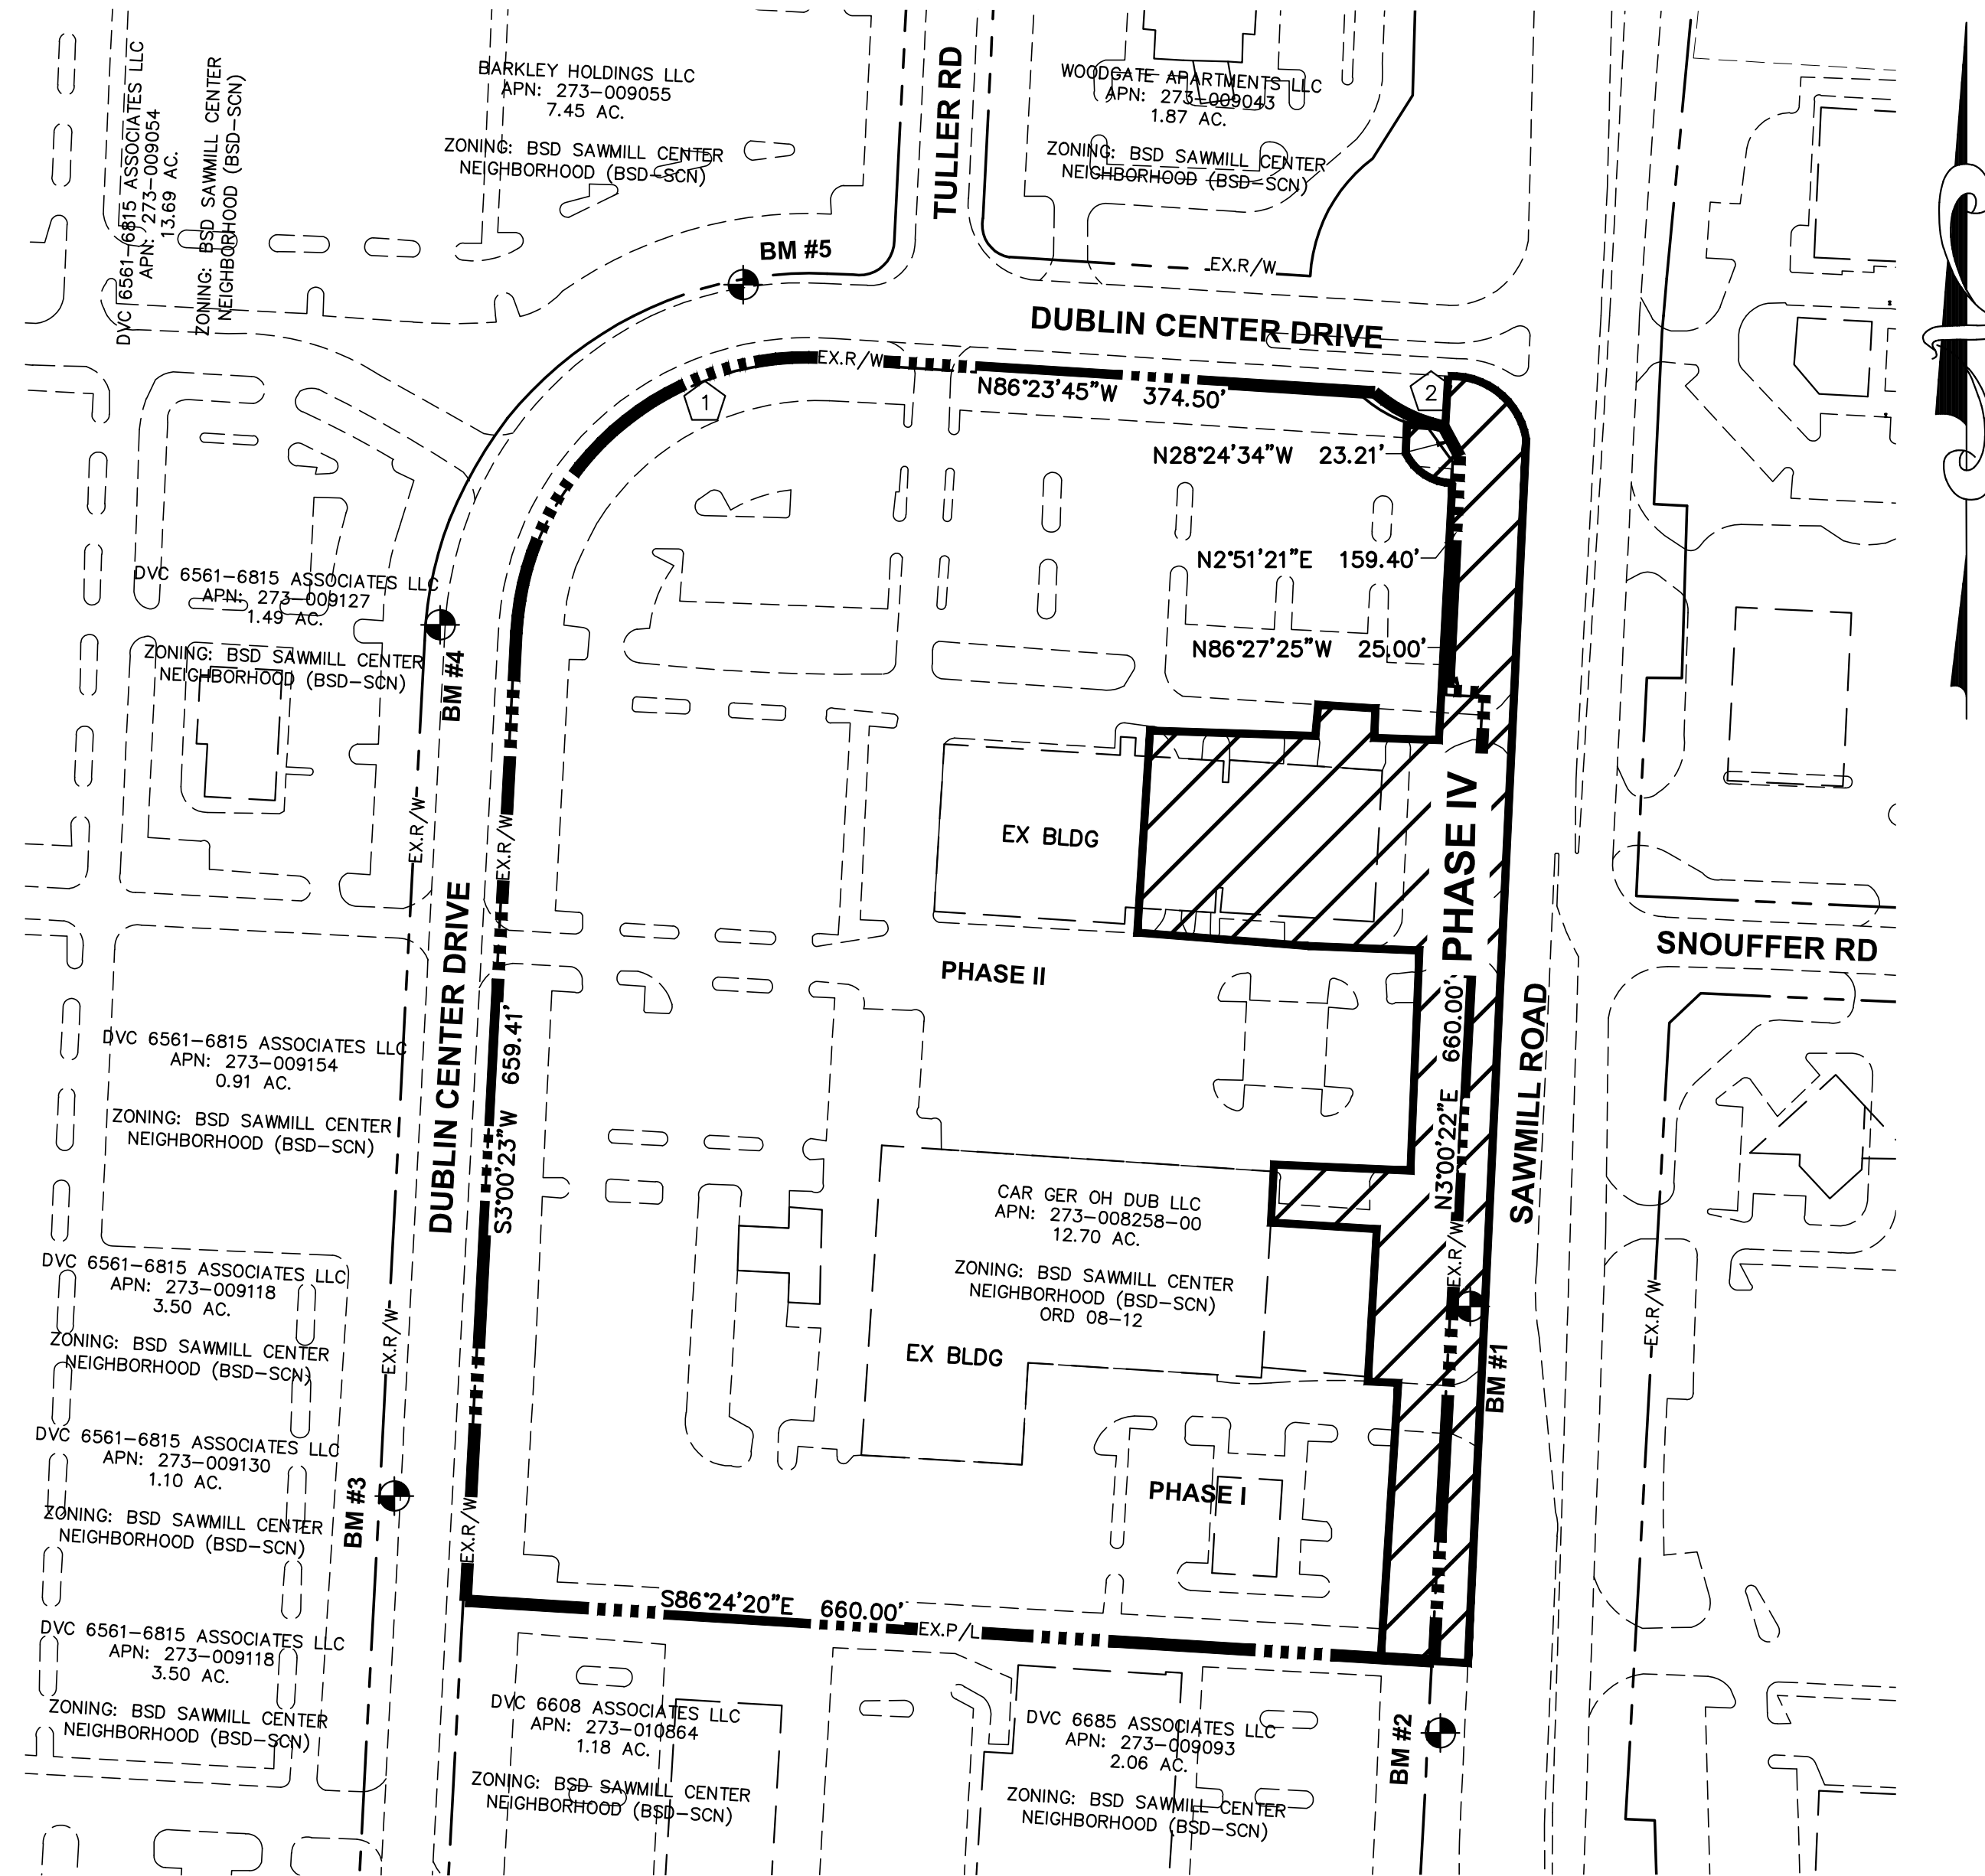 DVC 6561-6815 ASSOCIATES LLC
APN: 273-009054
13.69 AC.
ZONING: BSD SAWMILL CENTER
NEIGHBORHOOD (BSD-SCN)
BARKLEY HOLDINGS LLC
APN: 273-009055
7.45 AC.
ZONING: BSD SAWMILL CENTER
NEIGHBORHOOD (BSD-SCN)
TULLER RD
WOODGATE APARTMENTS LLC
APN: 273-009043
1.87 AC.
ZONING: BSD SAWMILL CENTER
NEIGHBORHOOD (BSD-SCN)
BM #5
EX.R/W
DUBLIN CENTER DRIVE
EX.R/W
1
N86°23'45"W 374.50'
2
N28°24'34"W 23.21'
N2°51'21"E 159.40'
N86°27'25"W 25.00'
DVC 6561-6815 ASSOCIATES LLC
APN: 273-009127
1.49 AC.
ZONING: BSD SAWMILL CENTER
NEIGHBORHOOD (BSD-SCN)
BM #4
EX.R/W
EX.R/W
EX BLDG
PHASE IV
SNOUFFER RD
PHASE II
DUBLIN CENTER DRIVE
S3°00'23"W 659.41'
N3°00'22"E 660.00'
SAWMILL ROAD
DVC 6561-6815 ASSOCIATES LLC
APN: 273-009154
0.91 AC.
ZONING: BSD SAWMILL CENTER
NEIGHBORHOOD (BSD-SCN)
CAR GER OH DUB LLC
APN: 273-008258-00
12.70 AC.
ZONING: BSD SAWMILL CENTER
NEIGHBORHOOD (BSD-SCN)
ORD 08-12
EX.R/W
EX.R/W
DVC 6561-6815 ASSOCIATES LLC
APN: 273-009118
3.50 AC.
ZONING: BSD SAWMILL CENTER
NEIGHBORHOOD (BSD-SCN)
EX.R/W
EX BLDG
BM #1
DVC 6561-6815 ASSOCIATES LLC
APN: 273-009130
1.10 AC.
ZONING: BSD SAWMILL CENTER
NEIGHBORHOOD (BSD-SCN)
BM #3
EX.R/W
PHASE I
S86°24'20"E 660.00'
EX.P/L
DVC 6561-6815 ASSOCIATES LLC
APN: 273-009118
3.50 AC.
ZONING: BSD SAWMILL CENTER
NEIGHBORHOOD (BSD-SCN)
DVC 6608 ASSOCIATES LLC
APN: 273-010864
1.18 AC.
ZONING: BSD SAWMILL CENTER
NEIGHBORHOOD (BSD-SCN)
DVC 6685 ASSOCIATES LLC
APN: 273-009093
2.06 AC.
ZONING: BSD SAWMILL CENTER
NEIGHBORHOOD (BSD-SCN)
BM #2